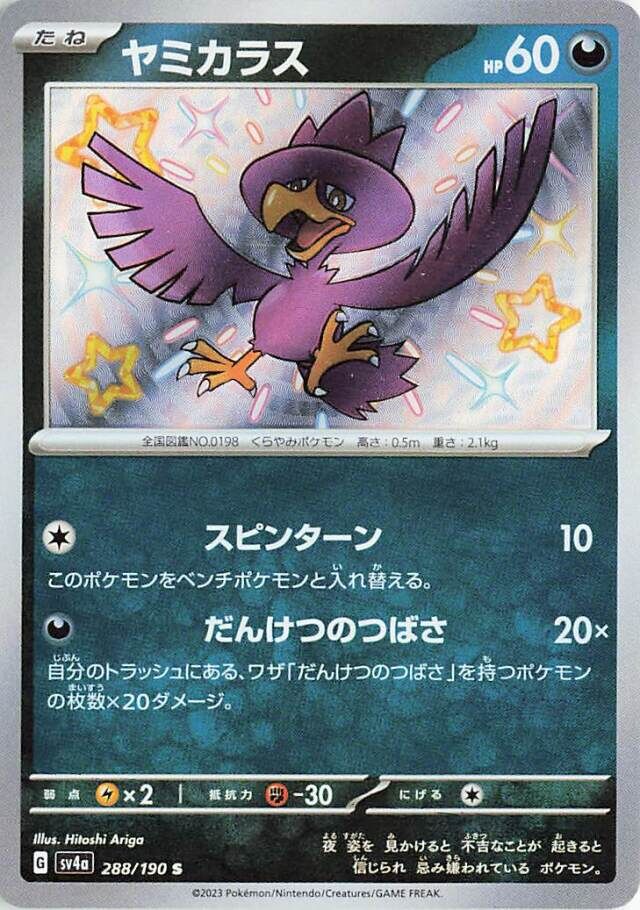 たね ヤミカラス HP60
全国図鑑NO.0198 くらやみポケモン 高さ:0.5m 重さ:2.1kg
スピンターン 10
このポケモンをベンチポケモンと入れ替える。
だんけつのつばさ 20×
自分のトラッシュにある、ワザ「だんけつのつばさ」を持つポケモン
の枚数×20ダメージ。
弱点 ×2 抵抗力 -30 にげる
Illus. Hitoshi Ariga
夜 姿を 見かけると 不吉なことが 起きると
信じられ 忌み嫌われている ポケモン。
G sv4a 288/190 S
©2023 Pokémon/Nintendo/Creatures/GAME FREAK.